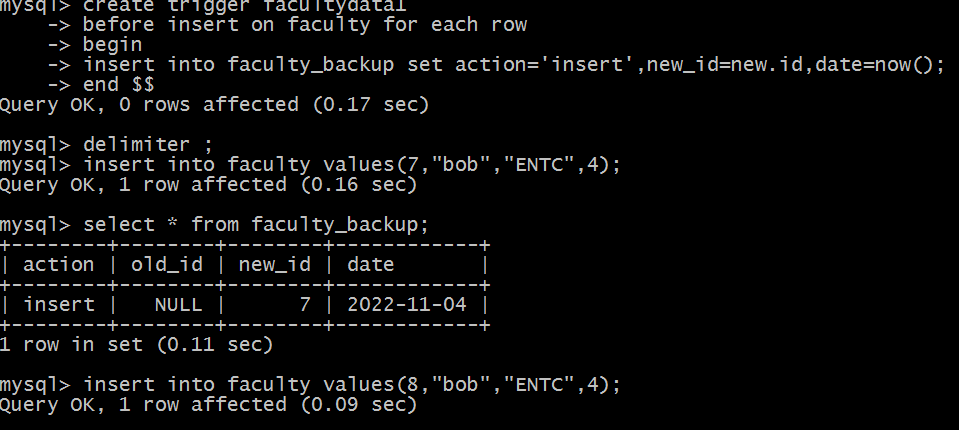 mysql> create trigger facultydata1
    -> before insert on faculty for each row
    -> begin
    -> insert into faculty_backup set action='insert',new_id=new.id,date=now();
    -> end $$
Query OK, 0 rows affected (0.17 sec)

mysql> delimiter ;
mysql> insert into faculty values(7,"bob","ENTC",4);
Query OK, 1 row affected (0.16 sec)

mysql> select * from faculty_backup;
+--------+--------+--------+------------+
| action | old_id | new_id | date       |
+--------+--------+--------+------------+
| insert |   NULL |      7 | 2022-11-04 |
+--------+--------+--------+------------+
1 row in set (0.11 sec)

mysql> insert into faculty values(8,"bob","ENTC",4);
Query OK, 1 row affected (0.09 sec)